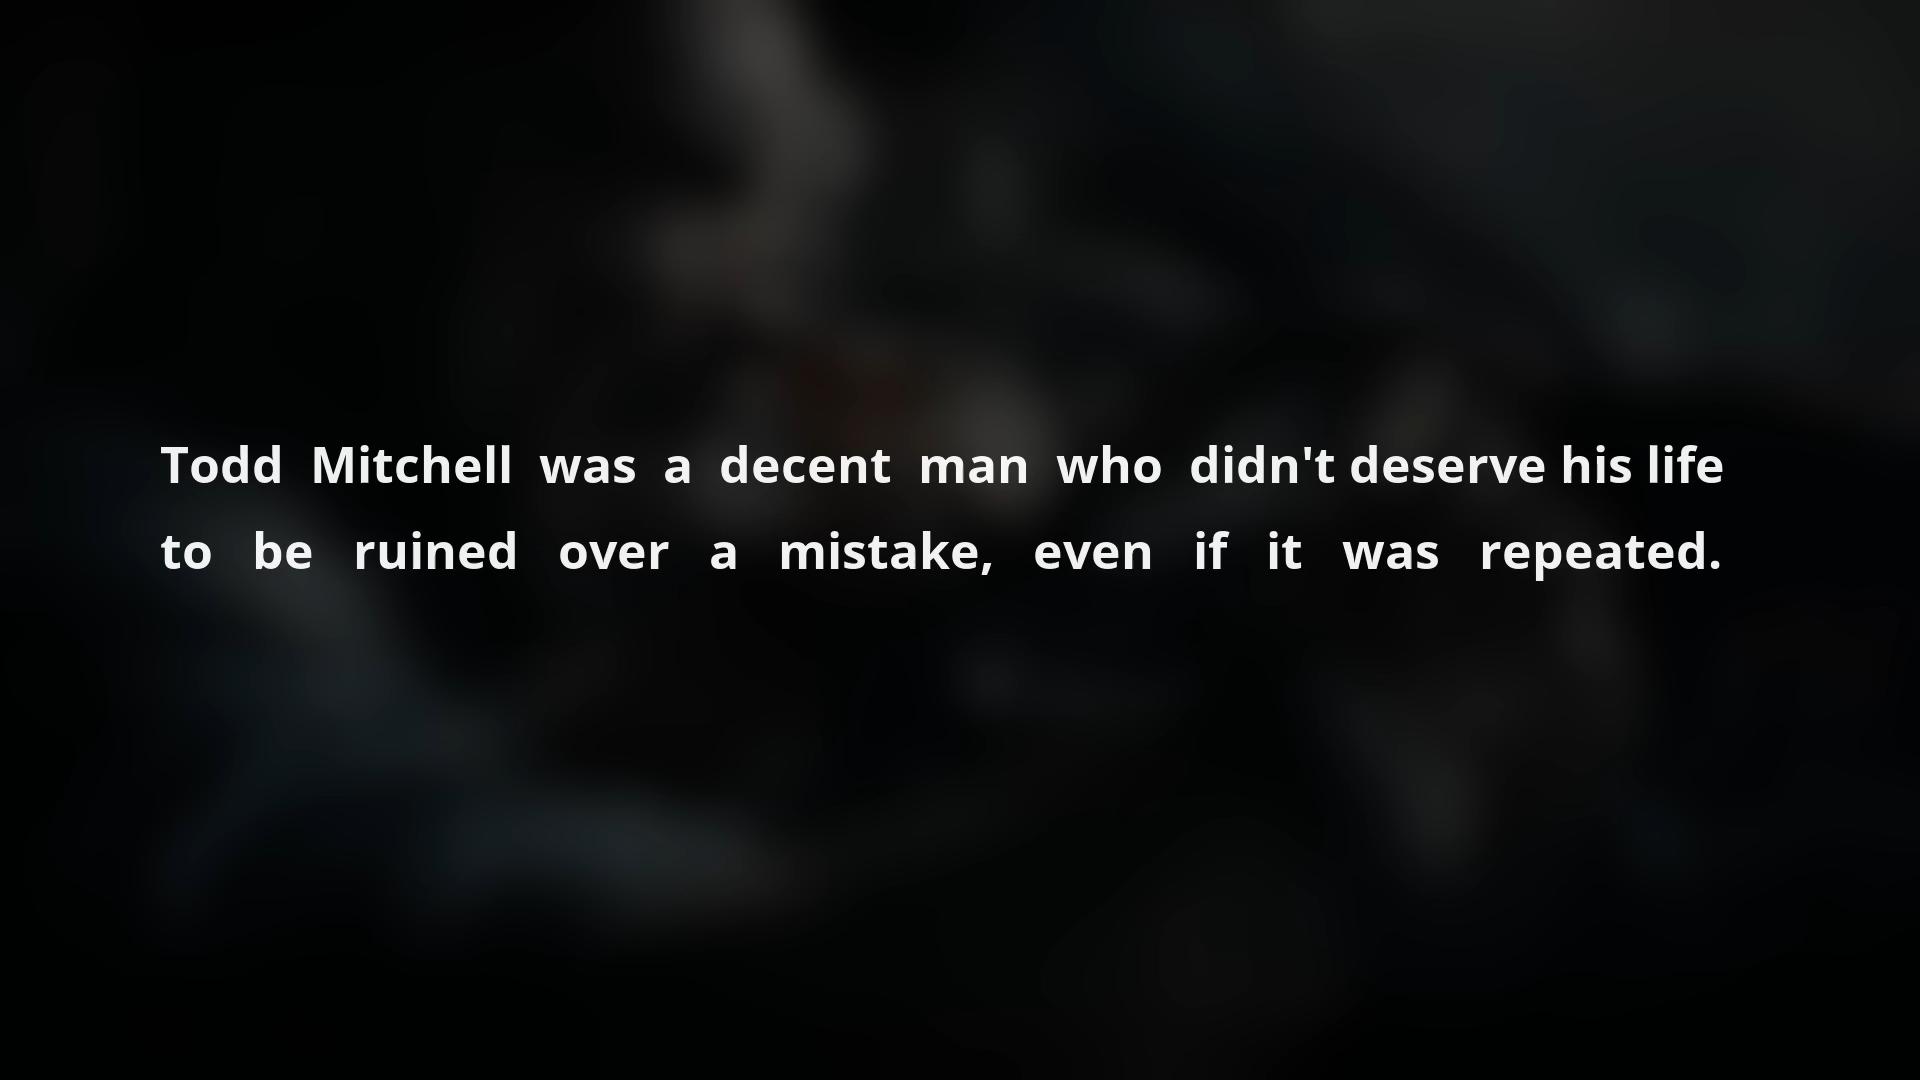 Todd Mitchell was a decent man who didn't deserve his life
to be ruined over a mistake, even if it was repeated.